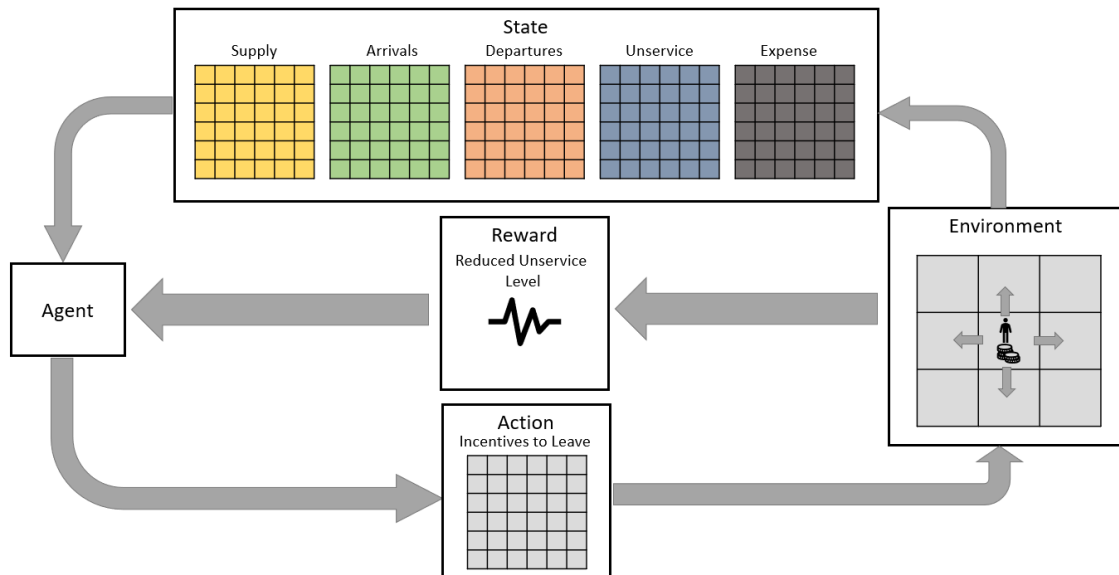 State
Supply
Arrivals
Departures
Unservice
Expense
Reward
Reduced Unservice
Level
Environment
Agent
Action
Incentives to Leave